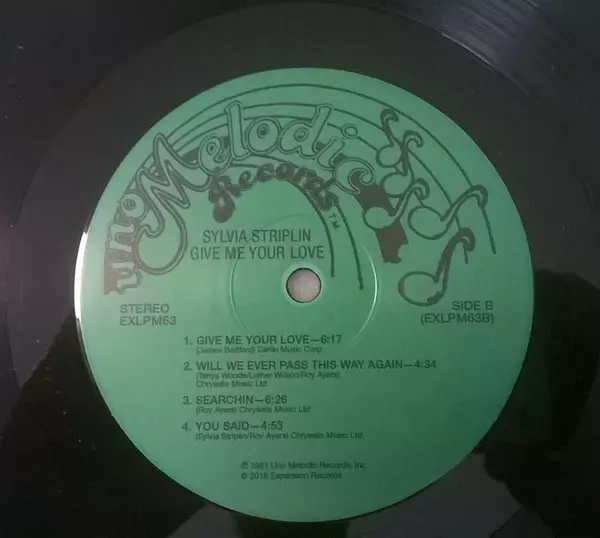 uno Melodic
Records TM
SYLVIA STRIPLIN
GIVE ME YOUR LOVE
STEREO
EXLPM63
SIDE B
(EXLPM63B)
1. GIVE ME YOUR LOVE—6:17
(James Bedford) Carlin Music Corp
2. WILL WE EVER PASS THIS WAY AGAIN—4:34
(Tanya Woods/Luther Wilson/Roy Ayers)
Chrysalis Music Ltd
3. SEARCHIN—6:26
(Roy Ayers) Chrysalis Music Ltd
4. YOU SAID—4:53
(Sylvia Striplin/Roy Ayers) Chrysalis Music Ltd
℗ 1981 Uno Melodic Records, Inc.
© 2015 Expansion Records